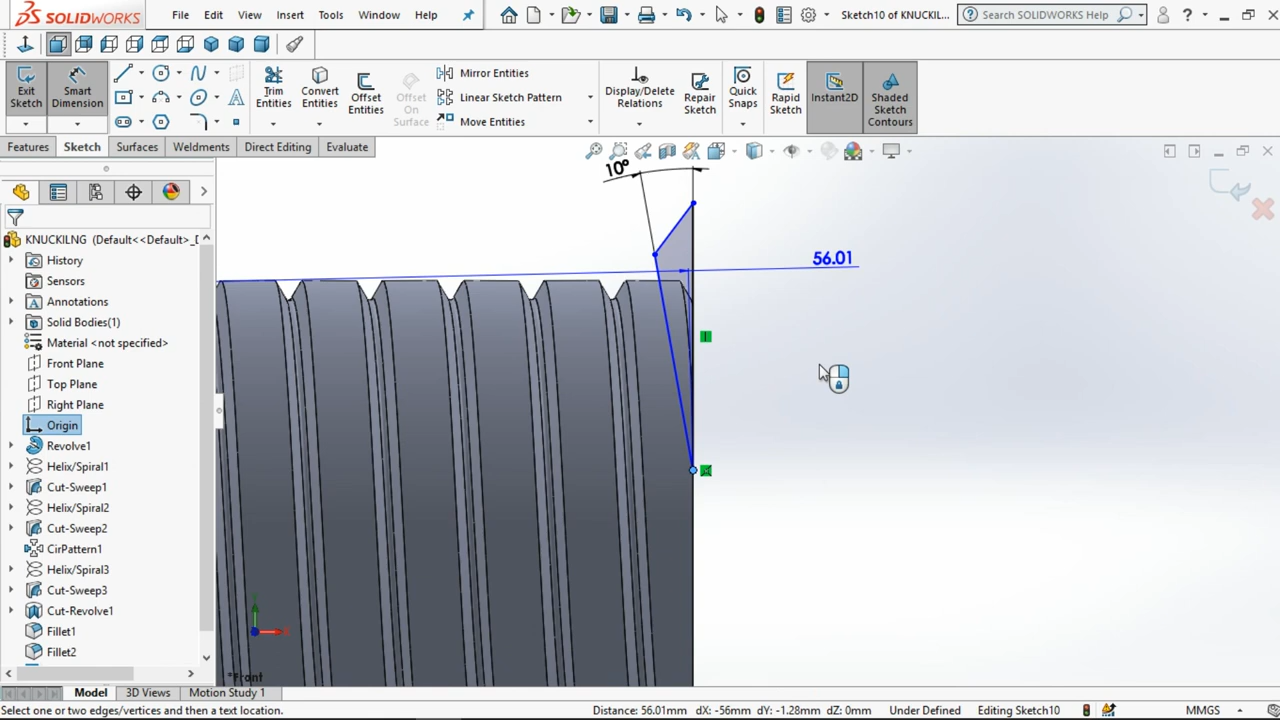 SOLIDWORKS File Edit View Insert Tools Window Help Sketch10 of KNUCKIL... Search SOLIDWORKS Help ?
Exit Sketch
Smart Dimension
Trim Entities
Convert Entities
Offset Entities
Offset On Surface
Mirror Entities
Linear Sketch Pattern
Move Entities
Display/Delete Relations
Repair Sketch
Quick Snaps
Rapid Sketch
Instant2D
Shaded Sketch Contours
Features Sketch Surfaces Weldments Direct Editing Evaluate
10°
56.01
KNUCKILNG (Default<<Default>_D
History
Sensors
Annotations
Solid Bodies(1)
Material <not specified>
Front Plane
Top Plane
Right Plane
Origin
Revolve1
Helix/Spiral1
Cut-Sweep1
Helix/Spiral2
Cut-Sweep2
CirPattern1
Helix/Spiral3
Cut-Sweep3
Cut-Revolve1
Fillet1
Fillet2
*Front
Model 3D Views Motion Study 1
Select one or two edges/vertices and then a text location. Distance: 56.01mm dX: -56mm dY: -1.28mm dZ: 0mm Under Defined Editing Sketch10 MMGS